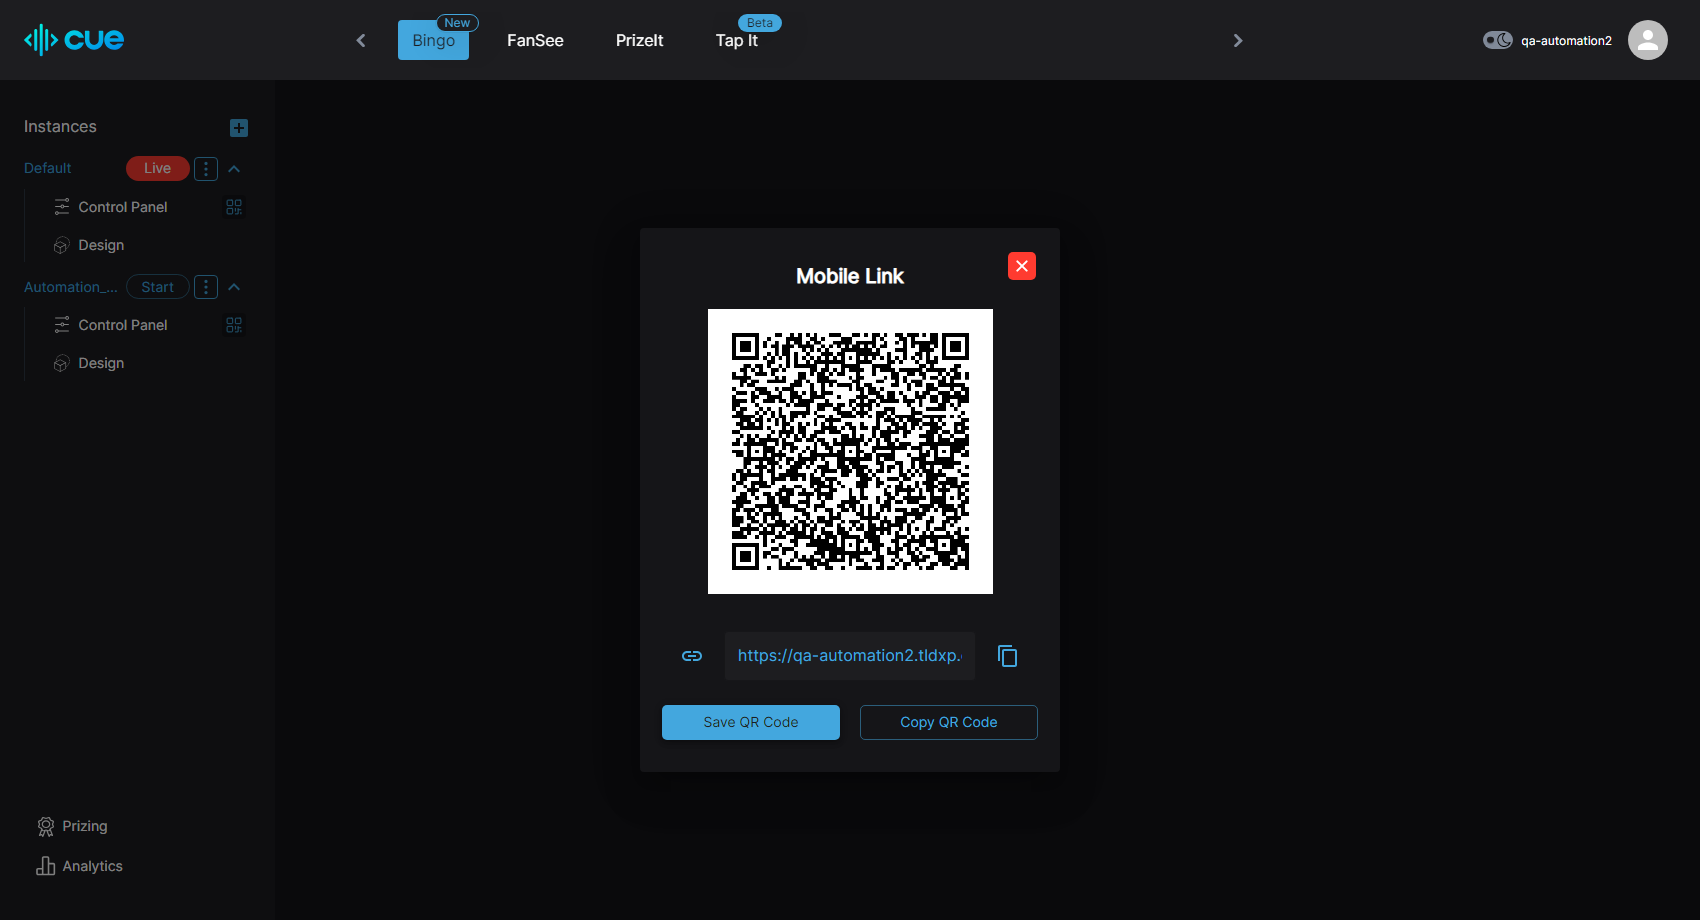 cue
Bingo
New
FanSee
PrizeIt
Tap It
Beta
qa-automation2
Instances
Default
Live
Control Panel
Design
Automation_...
Start
Control Panel
Design
Prizing
Analytics
Mobile Link
https://qa-automation2.tldxp.
Save QR Code
Copy QR Code